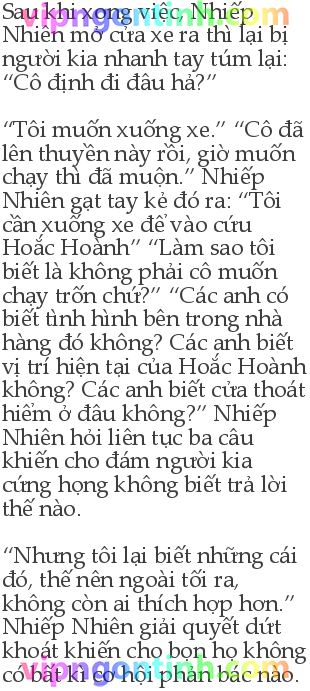 Sau khi xong việc, Nhiếp
Nhiên mở cửa xe ra thì lại bị
người kia nhanh tay túm lại:
“Cô định đi đâu hả?”
“Tôi muốn xuống xe.” “Cô đã
lên thuyền này rồi, giờ muốn
chạy thì đã muộn.” Nhiếp
Nhiên gạt tay kẻ đó ra: “Tôi
cần xuống xe để vào cứu
Hoắc Hoành” “Làm sao tôi
biết là không phải cô muốn
chạy trốn chứ?” “Các anh có
biết tình hình bên trong nhà
hàng đó không? Các anh biết
vị trí hiện tại của Hoắc Hoành
không? Các anh biết cửa thoát
hiểm ở đâu không?” Nhiếp
Nhiên hỏi liên tục ba câu
khiến cho đám người kia
cứng họng không biết trả lời
thế nào.
“Nhưng tôi lại biết những cái
đó, thế nên ngoài tối ra,
không còn ai thích hợp hơn.”
Nhiếp Nhiên giải quyết dứt
khoát khiến cho bọn họ không
có bất kì cơ hội phản bác nào.
vipngontinh.com
vipngontinh.com